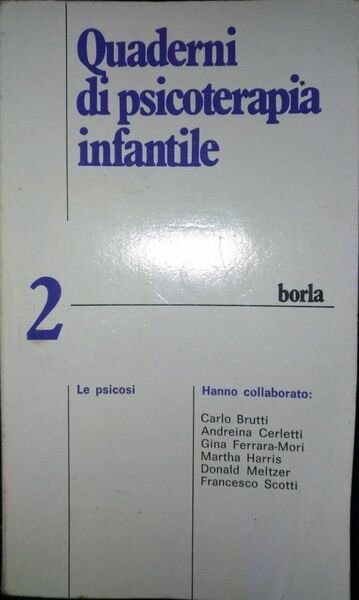 Quaderni
di psicoterapia
infantile
2
borla
Le psicosi
Hanno collaborato:
Carlo Brutti
Andreina Cerletti
Gina Ferrara-Mori
Martha Harris
Donald Meltzer
Francesco Scotti